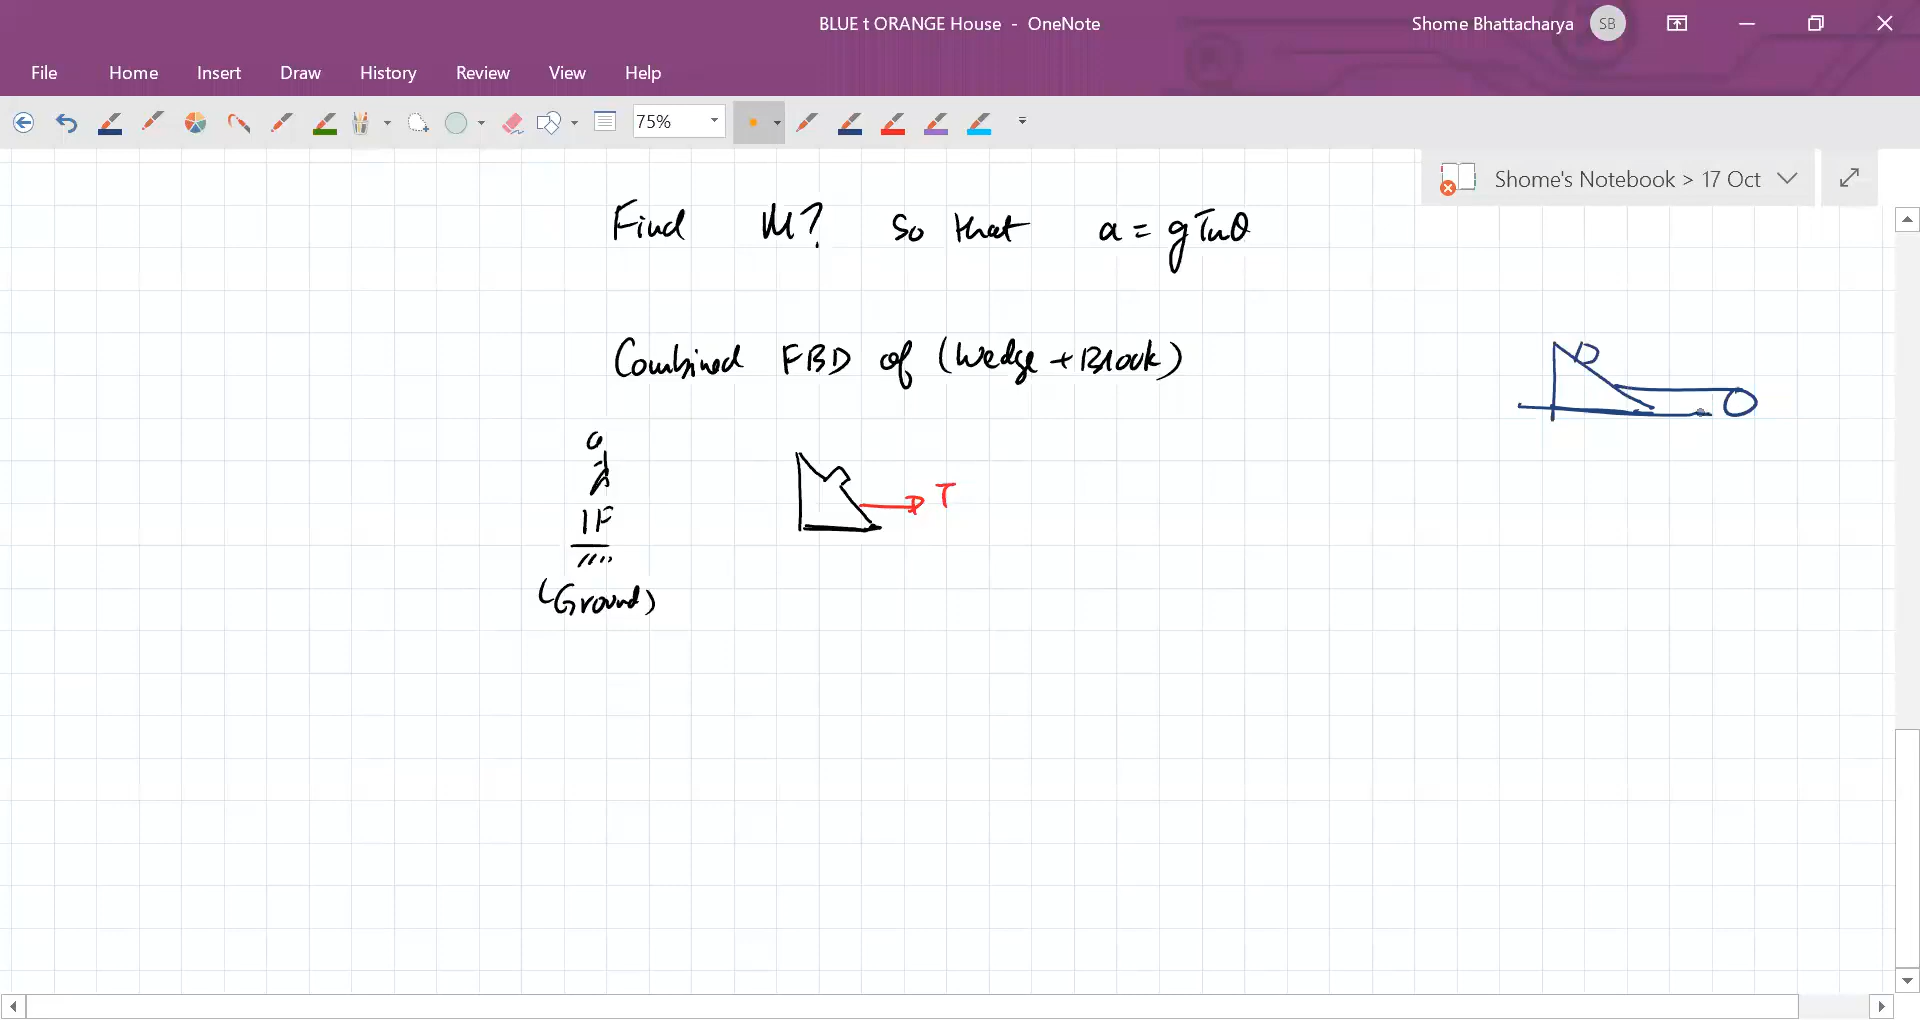 BLUE t ORANGE House - OneNote
Shome Bhattacharya SB
File Home Insert Draw History Review View Help
75%
Shome's Notebook > 17 Oct
Find M? so that a = g Tanθ
Combined FBD of (Wedge + Block)
T
IF
(Ground)